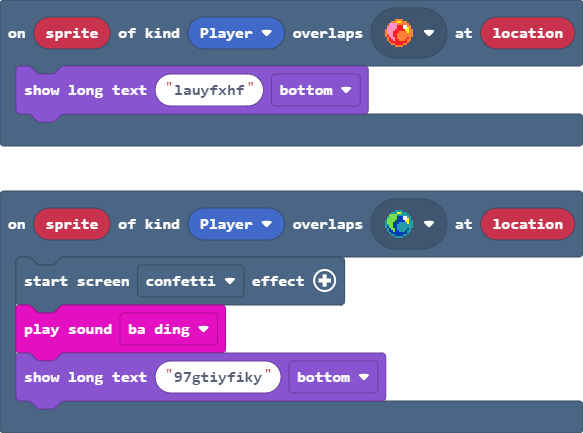 on sprite of kind Player overlaps at location
show long text "lauyfxhf" bottom
on sprite of kind Player overlaps at location
start screen confetti effect
play sound ba ding
show long text "97gtiyfiky" bottom